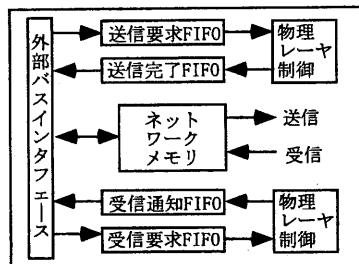 外部バスインタフェース
送信要求FIFO
送信完了FIFO
物理
レーヤ
制御
ネット
ワーク
メモリ
送信
受信
受信通知FIFO
受信要求FIFO
物理
レーヤ
制御